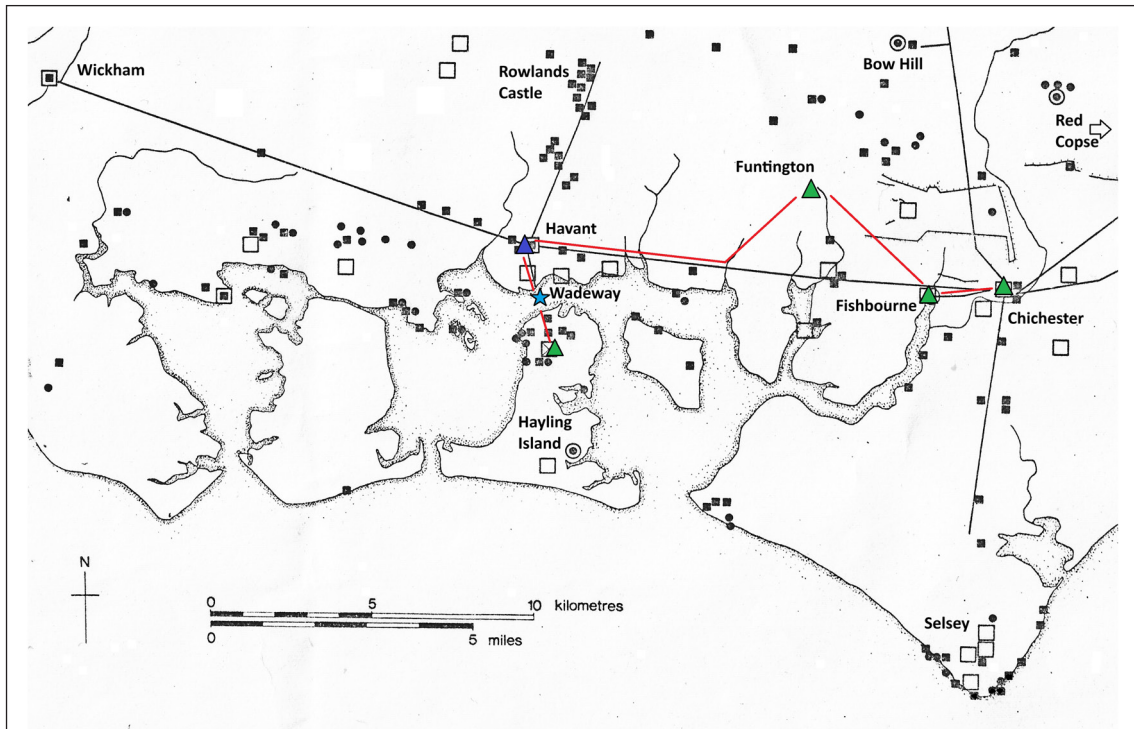 Wickham
Rowlands
Castle
Bow Hill
Red
Copse
Funtington
Havant
Wadeway
Fishbourne
Chichester
Hayling
Island
N
0 5 10 kilometres
0 5 miles
Selsey